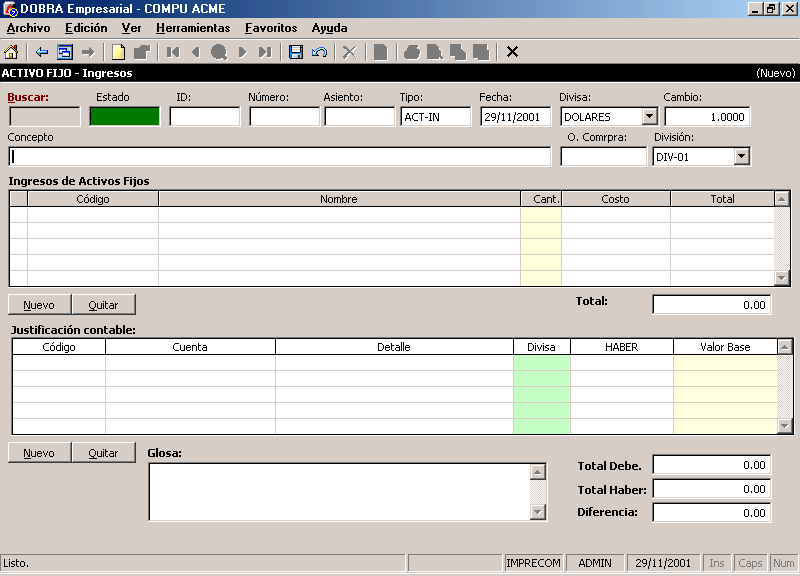 DOBRA Empresarial - COMPU ACME
Archivo Edición Ver Herramientas Favoritos Ayuda
ACTIVO FIJO - Ingresos (Nuevo)
Buscar: Estado ID: Número: Asiento: Tipo: Fecha: Divisa: Cambio:
ACT-IN 29/11/2001 DOLARES 1.0000
Concepto O. Comrpra: División:
DIV-01
Ingresos de Activos Fijos
Código Nombre Cant. Costo Total
Nuevo Quitar Total: 0.00
Justificación contable:
Código Cuenta Detalle Divisa HABER Valor Base
Nuevo Quitar Glosa: Total Debe. 0.00
Total Haber: 0.00
Diferencia: 0.00
Listo. IMPRECOM ADMIN 29/11/2001 Ins Caps Num